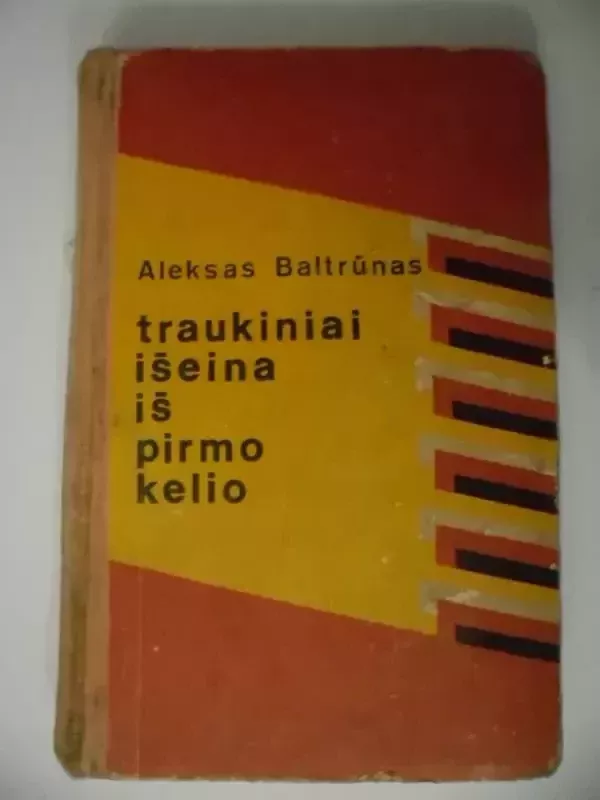 Aleksas Baltrūnas
traukiniai
išeina
iš
pirmo
kelio